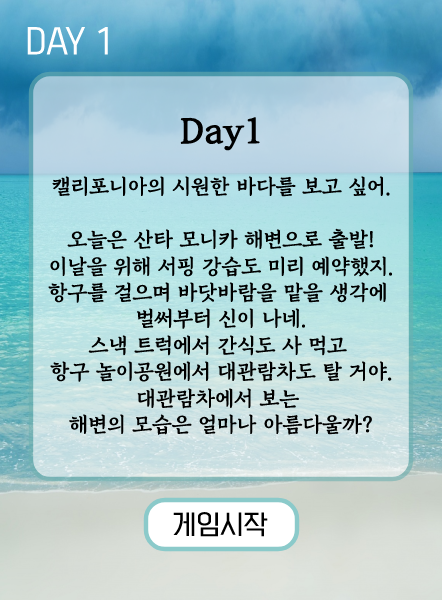 DAY 1
Day1
캘리포니아의 시원한 바다를 보고 싶어.
오늘은 산타 모니카 해변으로 출발!
이날을 위해 서핑 강습도 미리 예약했지.
항구를 걸으며 바닷바람을 맡을 생각에
벌써부터 신이 나네.
스낵 트럭에서 간식도 사 먹고
항구 놀이공원에서 대관람차도 탈 거야.
대관람차에서 보는
해변의 모습은 얼마나 아름다울까?
게임시작